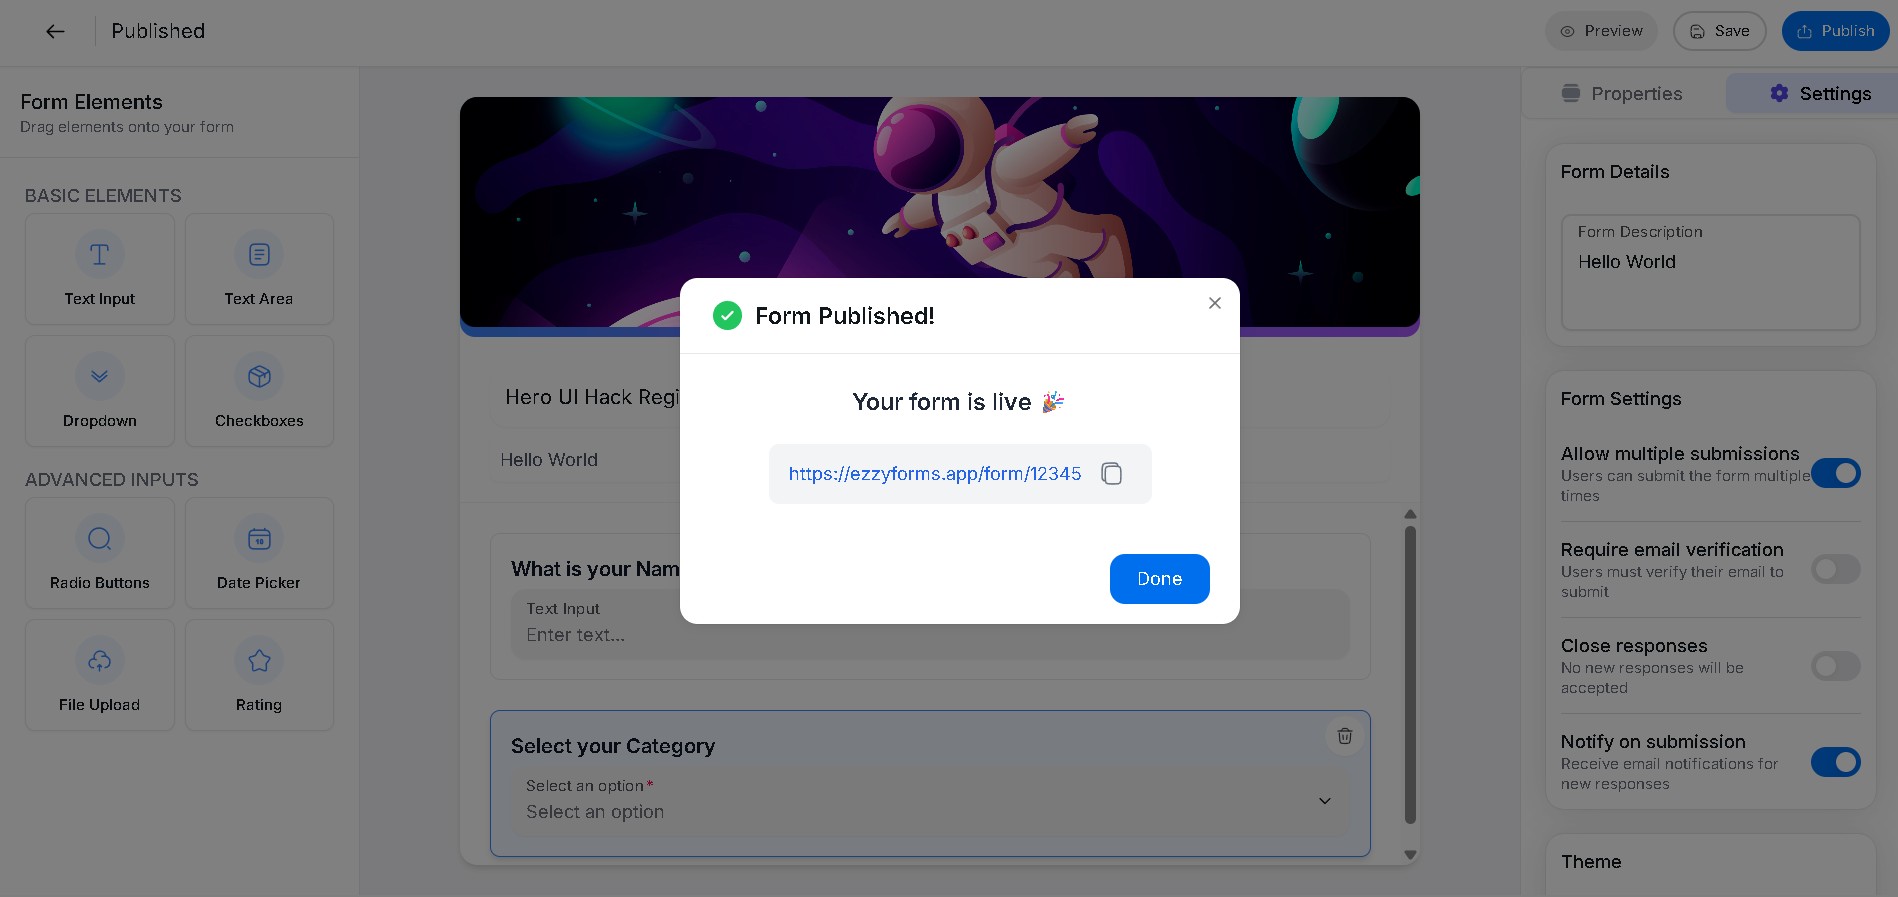 Published
Preview
Save
Publish
Form Elements
Drag elements onto your form
BASIC ELEMENTS
Text Input
Text Area
Dropdown
Checkboxes
ADVANCED INPUTS
Radio Buttons
Date Picker
File Upload
Rating
Hero UI Hack Regi
Hello World
What is your Nam
Text Input
Enter text...
Select your Category
Select an option*
Select an option
Form Published!
Your form is live 🎉
https://ezzyforms.app/form/12345
Done
Properties
Settings
Form Details
Form Description
Hello World
Form Settings
Allow multiple submissions
Users can submit the form multiple
times
Require email verification
Users must verify their email to
submit
Close responses
No new responses will be
accepted
Notify on submission
Receive email notifications for
new responses
Theme